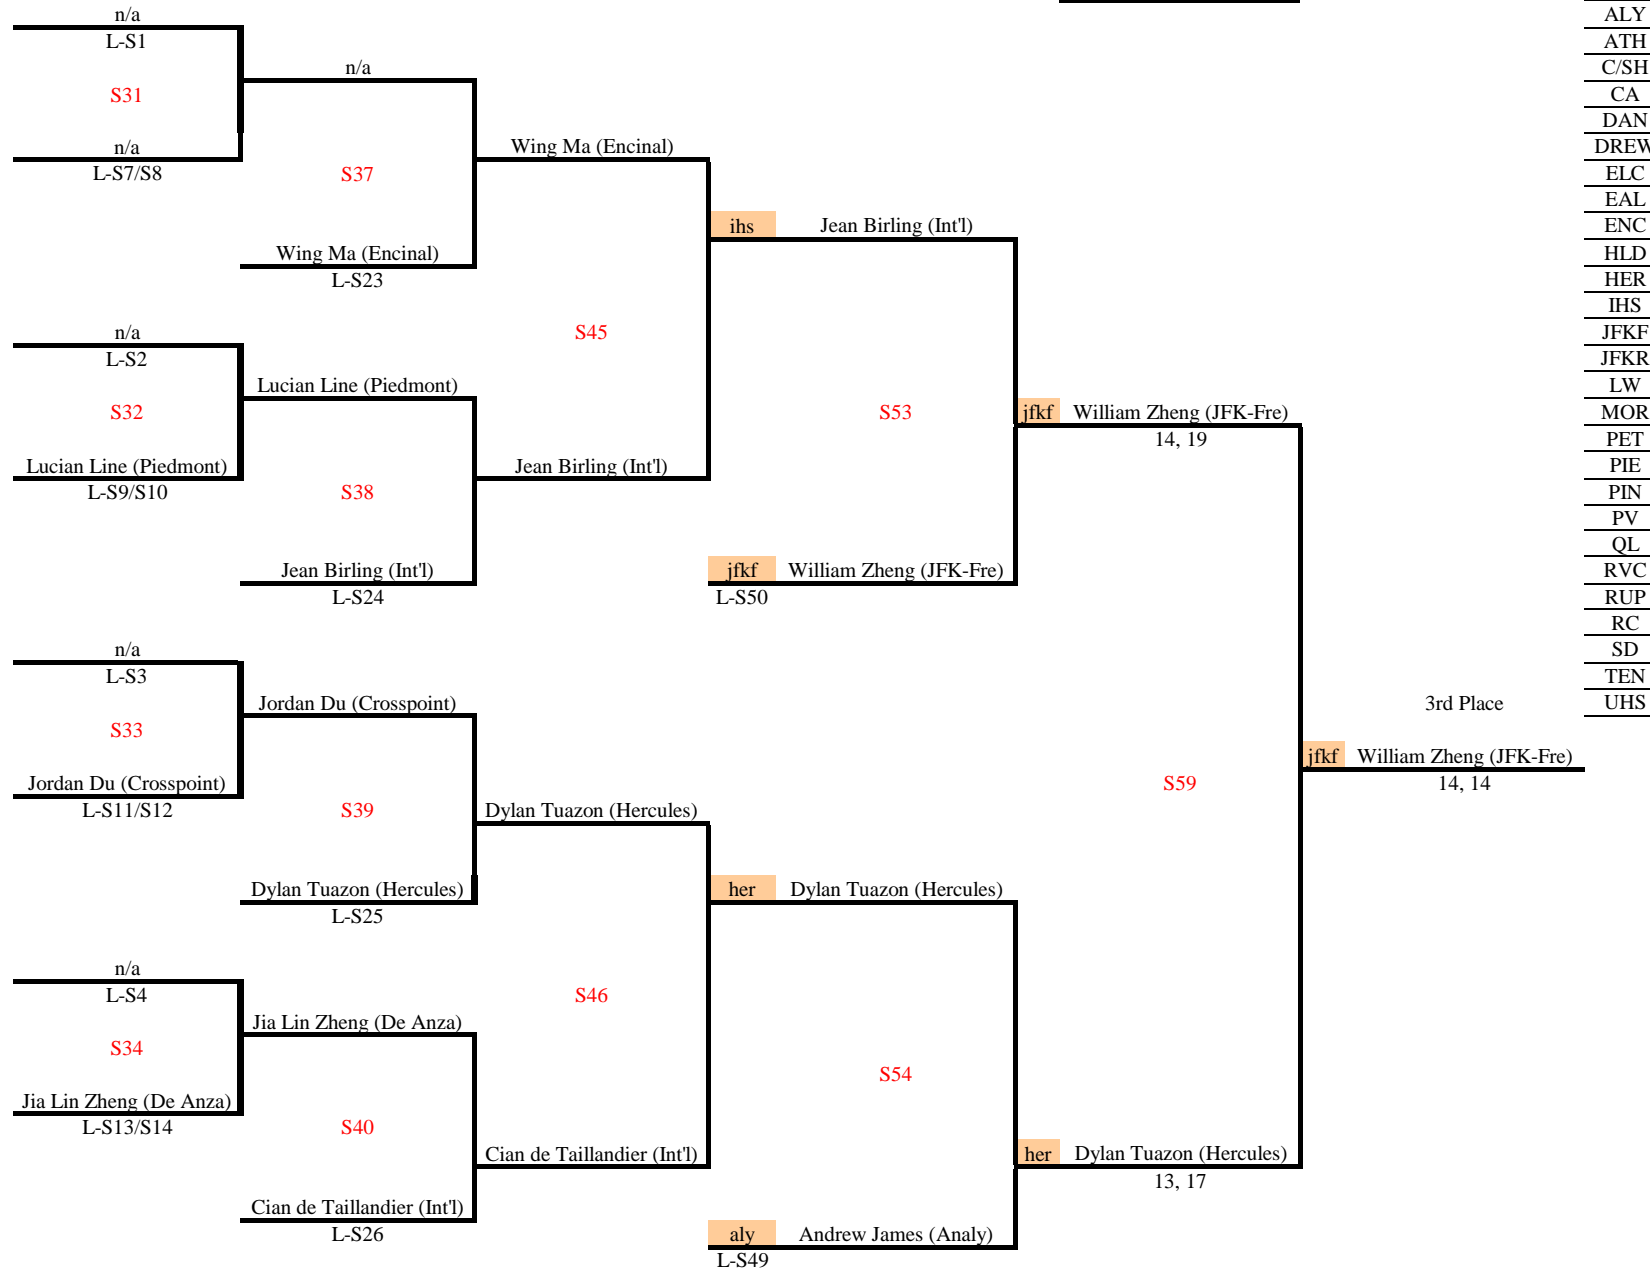 n/a
L-S1
S31
n/a
n/a
L-S7/S8
Wing Ma (Encinal)
S37
ihs Jean Birling (Int'l)
Wing Ma (Encinal)
L-S23
n/a
L-S2
S45
Lucian Line (Piedmont)
S32
S53
jfkf William Zheng (JFK-Fre)
14, 19
Lucian Line (Piedmont)
L-S9/S10
Jean Birling (Int'l)
S38
Jean Birling (Int'l)
L-S24
jfkf William Zheng (JFK-Fre)
L-S50
n/a
L-S3
Jordan Du (Crosspoint)
S33
3rd Place
jfkf William Zheng (JFK-Fre)
14, 14
Jordan Du (Crosspoint)
L-S11/S12
S39
Dylan Tuazon (Hercules)
S59
Dylan Tuazon (Hercules)
L-S25
her Dylan Tuazon (Hercules)
n/a
L-S4
S46
Jia Lin Zheng (De Anza)
S34
S54
Jia Lin Zheng (De Anza)
L-S13/S14
S40
Cian de Taillandier (Int'l)
her Dylan Tuazon (Hercules)
13, 17
Cian de Taillandier (Int'l)
L-S26
aly Andrew James (Analy)
L-S49
ALY
ATH
C/SH
CA
DAN
DREW
ELC
EAL
ENC
HLD
HER
IHS
JFKF
JFKR
LW
MOR
PET
PIE
PIN
PV
QL
RVC
RUP
RC
SD
TEN
UHS